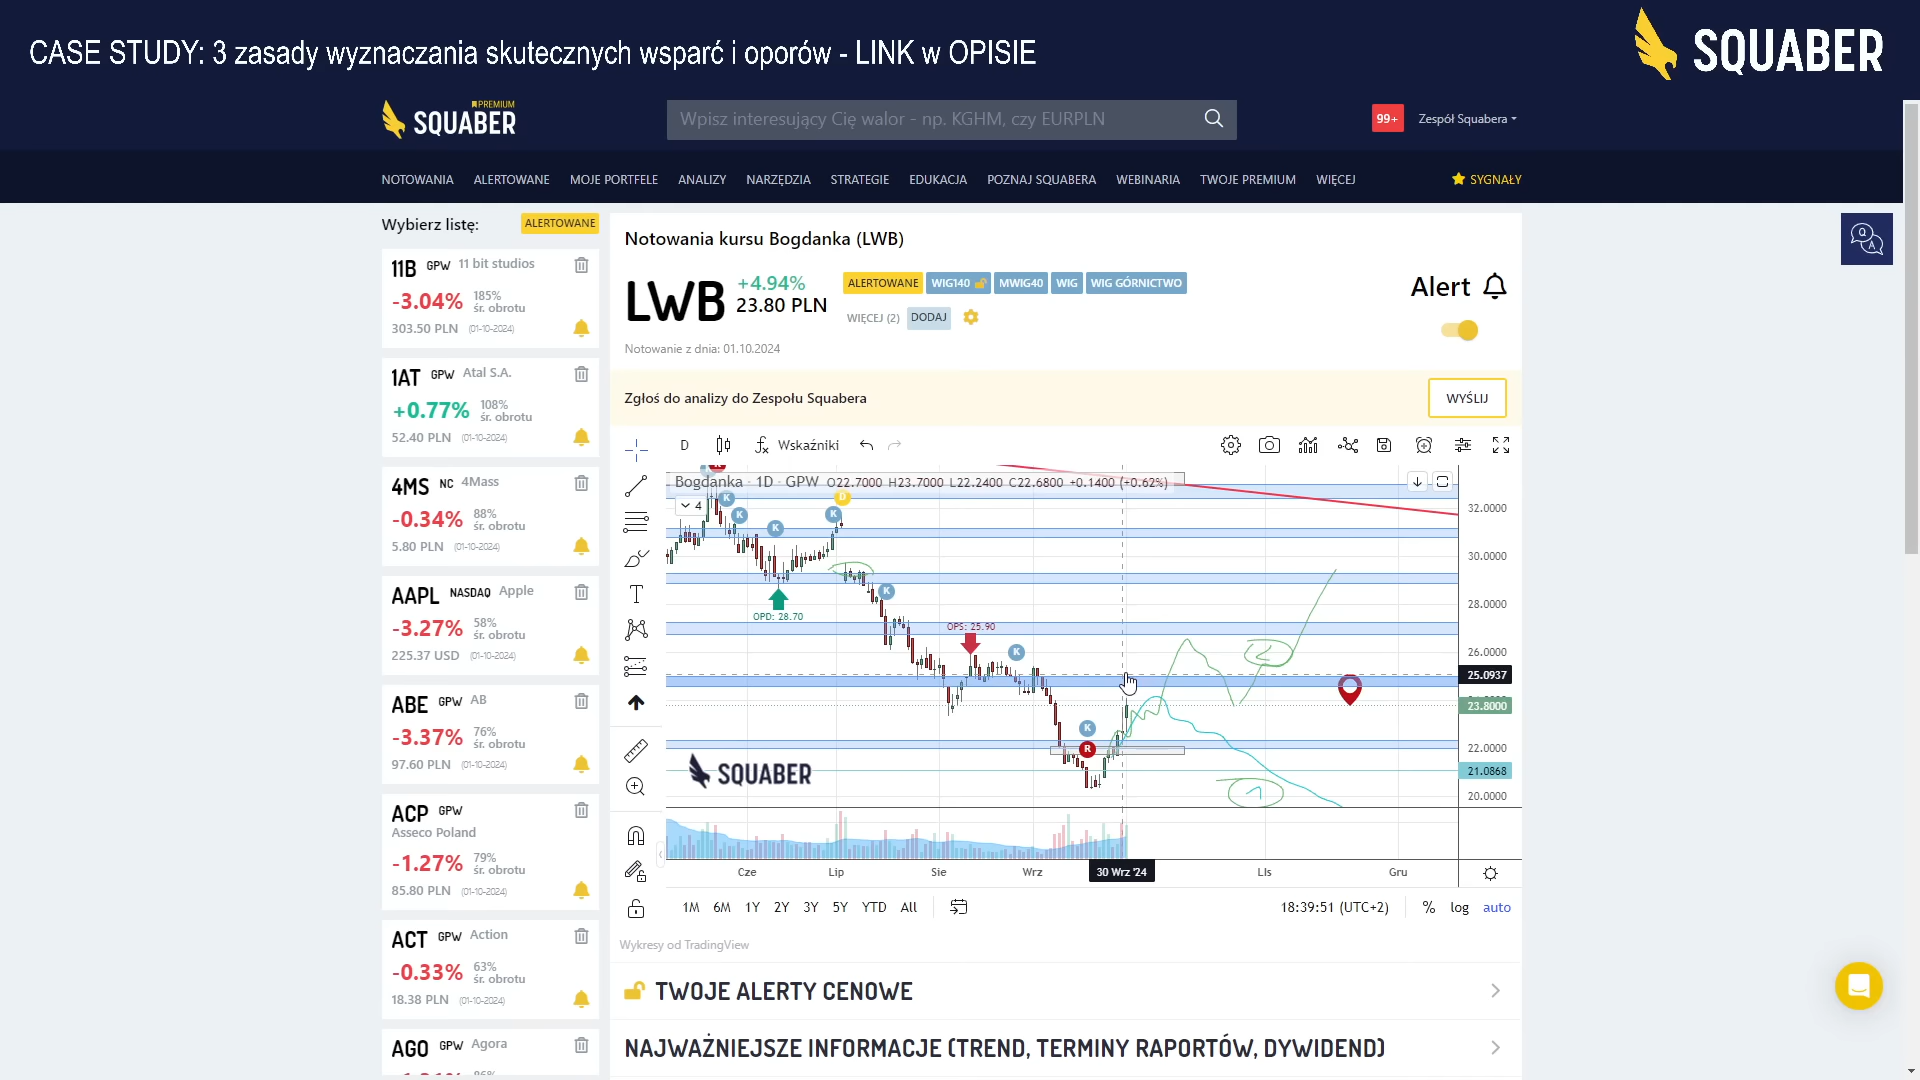 CASE STUDY: 3 zasady wyznaczania skutecznych wsparć i oporów - LINK w OPISIE
SQUABER
PREMIUM
SQUABER
Wpisz interesujący Cię walor - np. KGHM, czy EURPLN
99+
Zespół Squabera
NOTOWANIA ALERTOWANE MOJE PORTFELE ANALIZY NARZĘDZIA STRATEGIE EDUKACJA POZNAJ SQUABERA WEBINARIA TWOJE PREMIUM WIĘCEJ SYGNAŁY
Wybierz listę: ALERTOWANE
11B GPW 11 bit studios
-3.04% 185% śr. obrotu
303.50 PLN (01-10-2024)
1AT GPW Atal S.A.
+0.77% 108% śr. obrotu
52.40 PLN (01-10-2024)
4MS NC 4Mass
-0.34% 88% śr. obrotu
5.80 PLN (01-10-2024)
AAPL NASDAQ Apple
-3.27% 58% śr. obrotu
225.37 USD (01-10-2024)
ABE GPW AB
-3.37% 76% śr. obrotu
97.60 PLN (01-10-2024)
ACP GPW
Asseco Poland
-1.27% 79% śr. obrotu
85.80 PLN (01-10-2024)
ACT GPW Action
-0.33% 63% śr. obrotu
18.38 PLN (01-10-2024)
AGO GPW Agora
Notowania kursu Bogdanka (LWB)
LWB +4.94%
23.80 PLN
ALERTOWANE WIG140 MWIG40 WIG WIG GÓRNICTWO
WIĘCEJ (2) DODAJ
Notowanie z dnia: 01.10.2024
Alert
Zgłoś do analizy do Zespołu Squabera
WYŚLIJ
D Wskaźniki
Bogdanka · 1D · GPW O22.7000 H23.7000 L22.2400 C22.6800 +0.1400 (+0.62%)
4
K
K
K
K
K
D
K
K
R
OPD: 28.70
OPS: 25.90
2
1
SQUABER
32.0000
30.0000
28.0000
26.0000
25.0937
23.8000
22.0000
21.0868
20.0000
Cze Lip Sie Wrz 30 Wrz '24 Lis Gru
1M 6M 1Y 2Y 3Y 5Y YTD All
18:39:51 (UTC+2) % log auto
Wykresy od TradingView
TWOJE ALERTY CENOWE
NAJWAŻNIEJSZE INFORMACJE (TREND, TERMINY RAPORTÓW, DYWIDEND)
Q
A